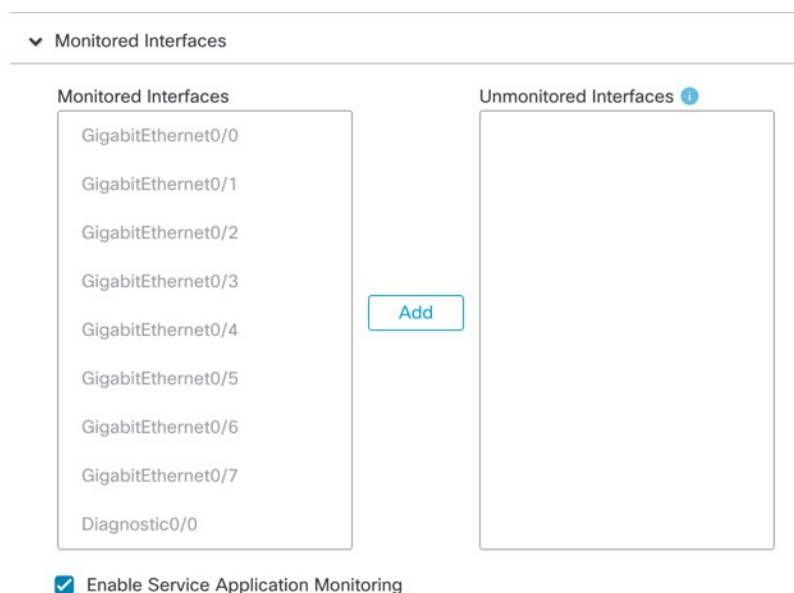 Monitored Interfaces
Monitored Interfaces
Unmonitored Interfaces
GigabitEthernet0/0
GigabitEthernet0/1
GigabitEthernet0/2
GigabitEthernet0/3
GigabitEthernet0/4
GigabitEthernet0/5
GigabitEthernet0/6
GigabitEthernet0/7
Diagnostic0/0
Add
Enable Service Application Monitoring